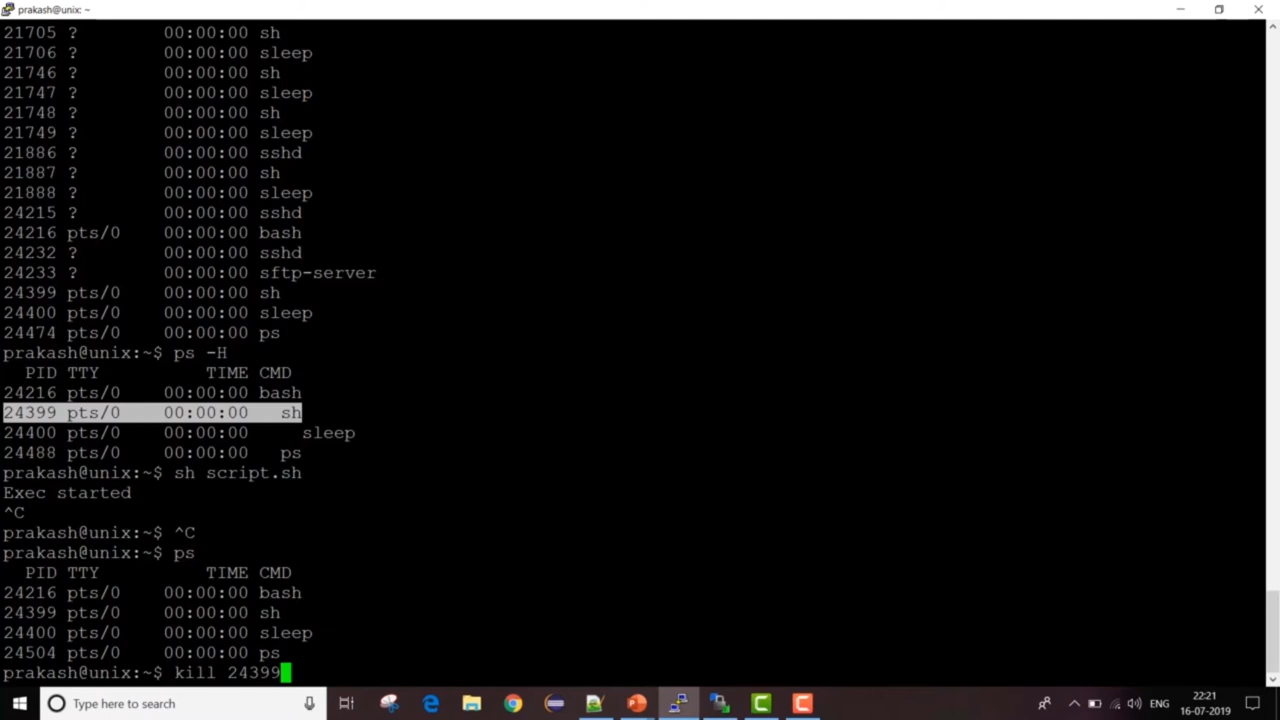 prakash@unix: ~
21705 ?        00:00:00 sh
21706 ?        00:00:00 sleep
21746 ?        00:00:00 sh
21747 ?        00:00:00 sleep
21748 ?        00:00:00 sh
21749 ?        00:00:00 sleep
21886 ?        00:00:00 sshd
21887 ?        00:00:00 sh
21888 ?        00:00:00 sleep
24215 ?        00:00:00 sshd
24216 pts/0    00:00:00 bash
24232 ?        00:00:00 sshd
24233 ?        00:00:00 sftp-server
24399 pts/0    00:00:00 sh
24400 pts/0    00:00:00 sleep
24474 pts/0    00:00:00 ps
prakash@unix:~$ ps -H
  PID TTY          TIME CMD
24216 pts/0    00:00:00 bash
24399 pts/0    00:00:00   sh
24400 pts/0    00:00:00     sleep
24488 pts/0    00:00:00   ps
prakash@unix:~$ sh script.sh
Exec started
^C
prakash@unix:~$ ^C
prakash@unix:~$ ps
  PID TTY          TIME CMD
24216 pts/0    00:00:00 bash
24399 pts/0    00:00:00 sh
24400 pts/0    00:00:00 sleep
24504 pts/0    00:00:00 ps
prakash@unix:~$ kill 24399
Type here to search
ENG
22:21
16-07-2019